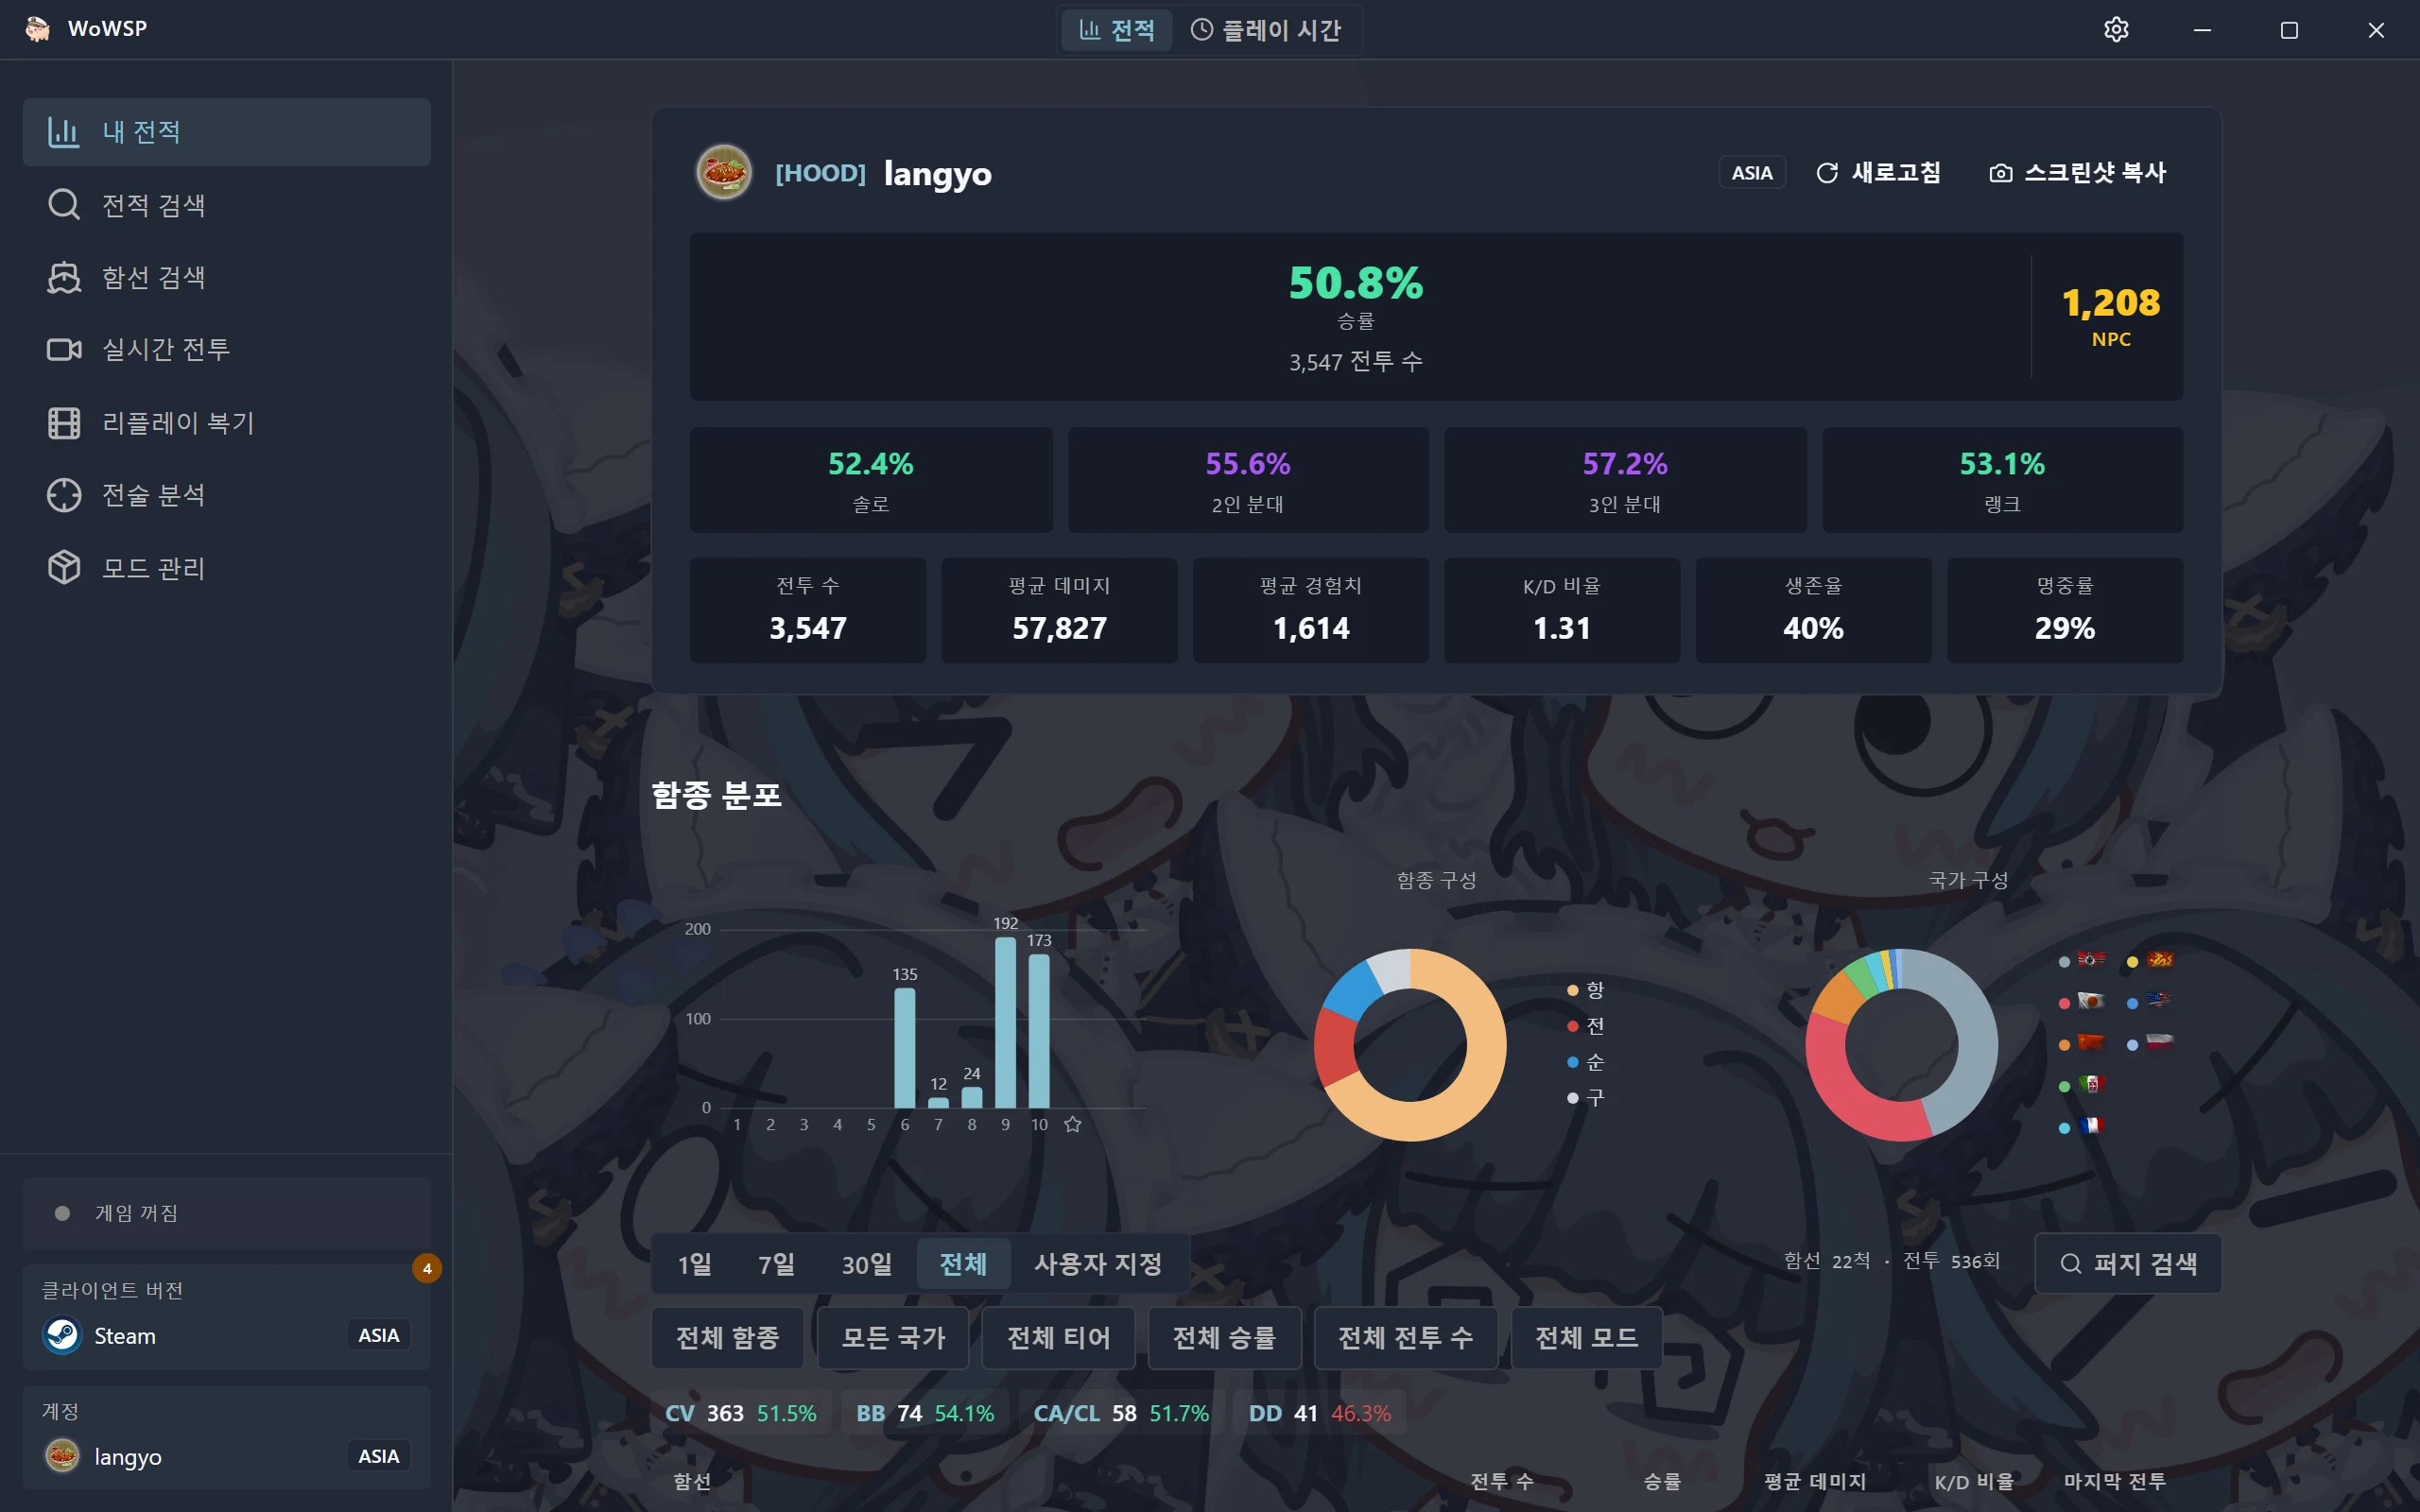 WoWSP
전적
플레이 시간
내 전적
전적 검색
함선 검색
실시간 전투
리플레이 복기
전술 분석
모드 관리
게임 꺼짐
4
클라이언트 버전
Steam ASIA
계정
langyo ASIA
[HOOD] langyo
ASIA 새로고침 스크린샷 복사
50.8%
승률
3,547 전투 수
1,208
NPC
52.4%
솔로
55.6%
2인 분대
57.2%
3인 분대
53.1%
랭크
전투 수
3,547
평균 데미지
57,827
평균 경험치
1,614
K/D 비율
1.31
생존율
40%
명중률
29%
함종 분포
200
100
0
135
12
24
192
173
1 2 3 4 5 6 7 8 9 10
함종 구성
항
전
순
구
국가 구성
1일 7일 30일 전체 사용자 지정
함선 22척 · 전투 536회
퍼지 검색
전체 함종 모든 국가 전체 티어 전체 승률 전체 전투 수 전체 모드
CV 363 51.5% BB 74 54.1% CA/CL 58 51.7% DD 41 46.3%
함선 전투 수 승률 평균 데미지 K/D 비율 마지막 전투